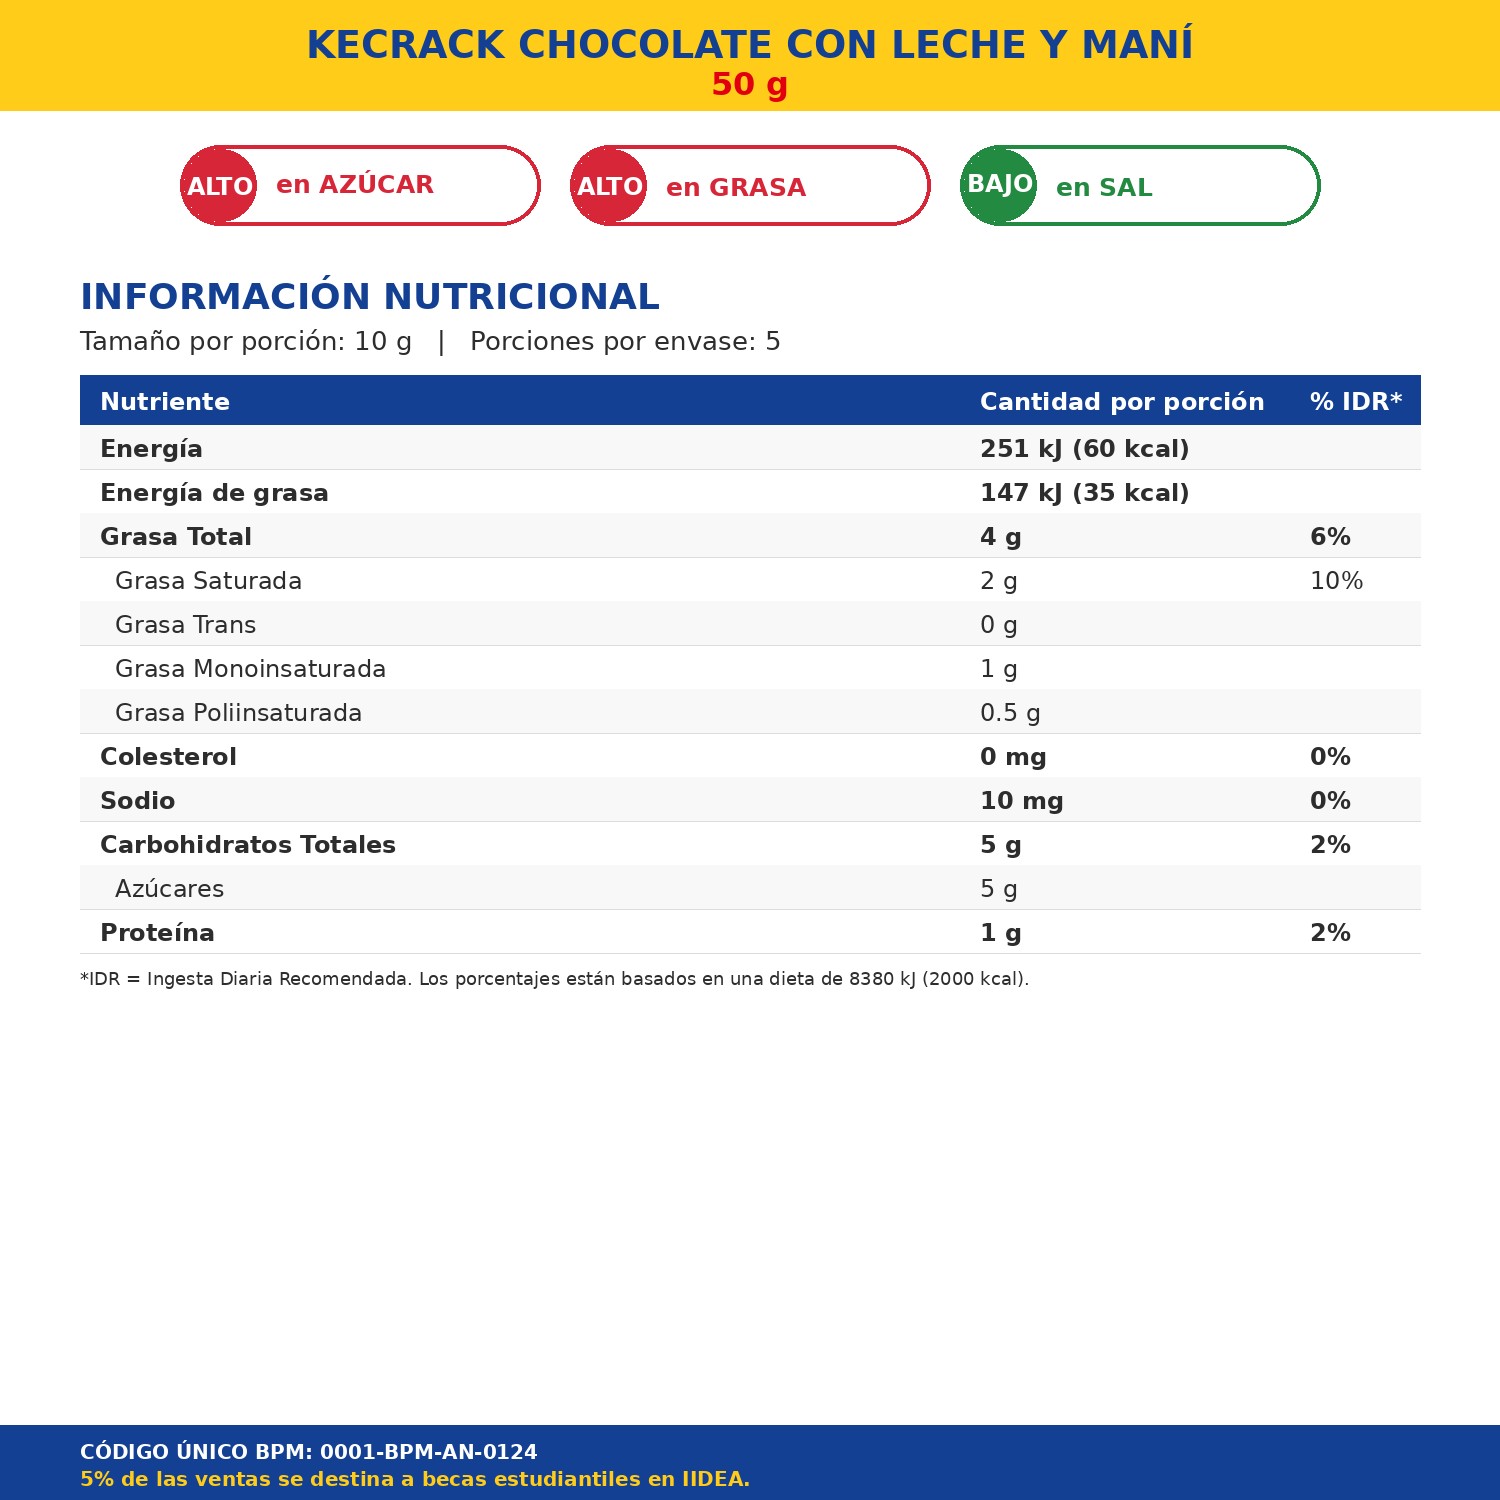 KECRACK CHOCOLATE CON LECHE Y MANÍ
50 g
ALTO en AZÚCAR ALTO en GRASA BAJO en SAL
INFORMACIÓN NUTRICIONAL
Tamaño por porción: 10 g | Porciones por envase: 5
Nutriente Cantidad por porción % IDR*
Energía 251 kJ (60 kcal)
Energía de grasa 147 kJ (35 kcal)
Grasa Total 4 g 6%
Grasa Saturada 2 g 10%
Grasa Trans 0 g
Grasa Monoinsaturada 1 g
Grasa Poliinsaturada 0.5 g
Colesterol 0 mg 0%
Sodio 10 mg 0%
Carbohidratos Totales 5 g 2%
Azúcares 5 g
Proteína 1 g 2%
*IDR = Ingesta Diaria Recomendada. Los porcentajes están basados en una dieta de 8380 kJ (2000 kcal).
CÓDIGO ÚNICO BPM: 0001-BPM-AN-0124
5% de las ventas se destina a becas estudiantiles en IIDEA.